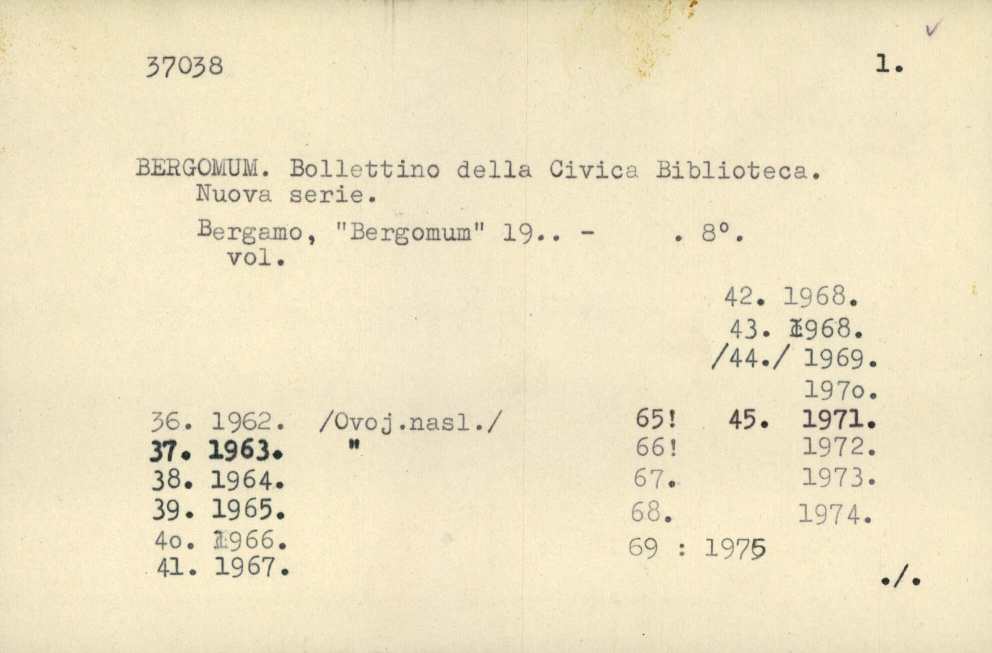 37038 1.
BERGOMUM. Bollettino della Civica Biblioteca.
Nuova serie.
Bergamo, "Bergomum" 19.. - . 8°.
vol.
42. 1968.
43. 1968.
/44./ 1969.
1970.
36. 1962. /Ovoj.nasl./ 65! 45. 1971.
37. 1963. " 66! 1972.
38. 1964. 67. 1973.
39. 1965. 68. 1974.
40. 1966. 69 : 1975
41. 1967.
./.